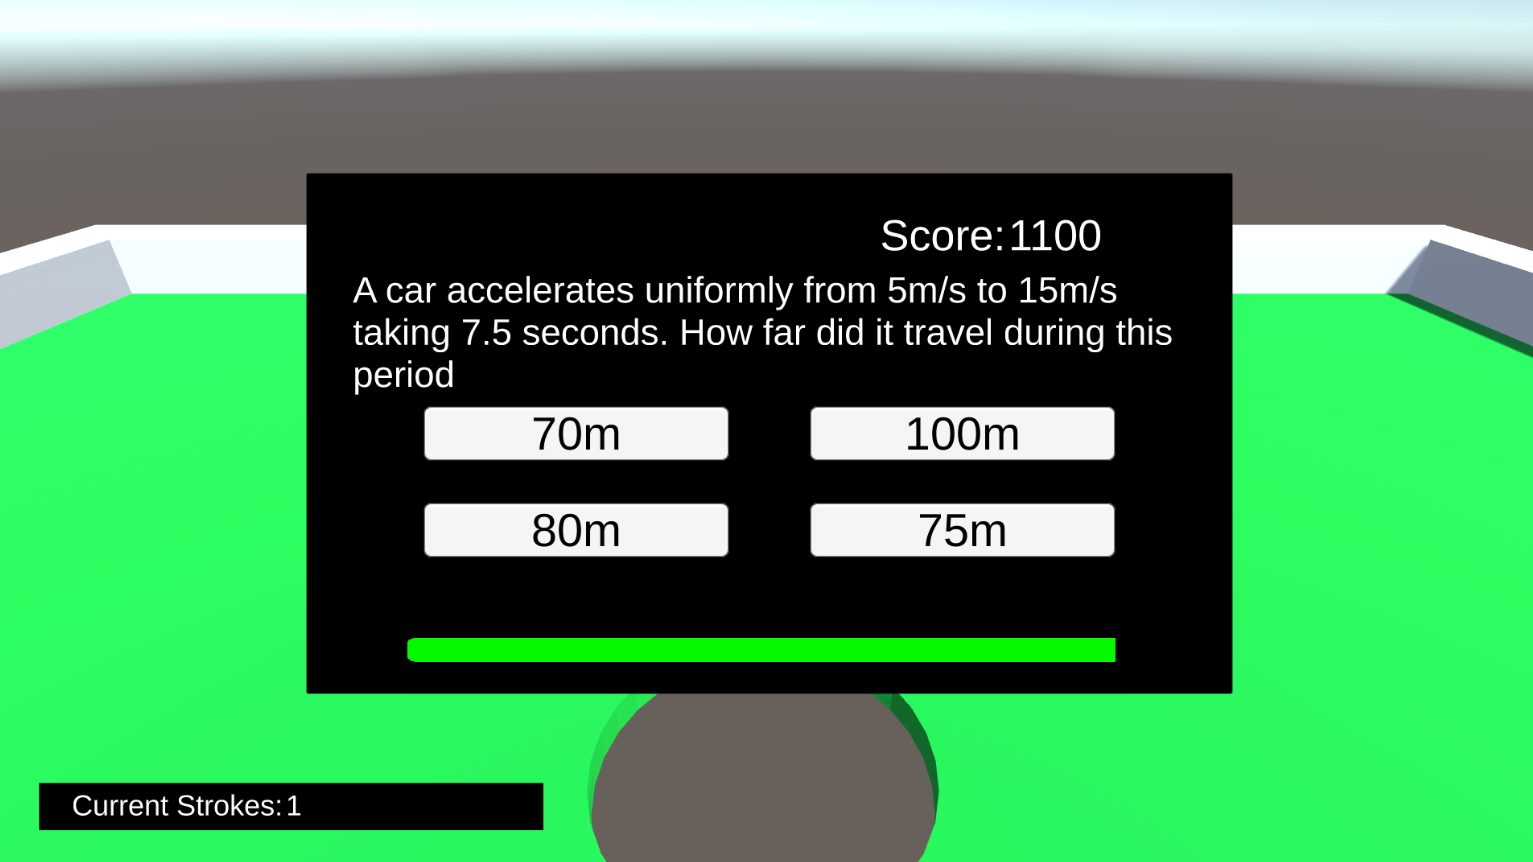 Score:1100
A car accelerates uniformly from 5m/s to 15m/s
taking 7.5 seconds. How far did it travel during this
period
70m
100m
80m
75m
Current Strokes:1